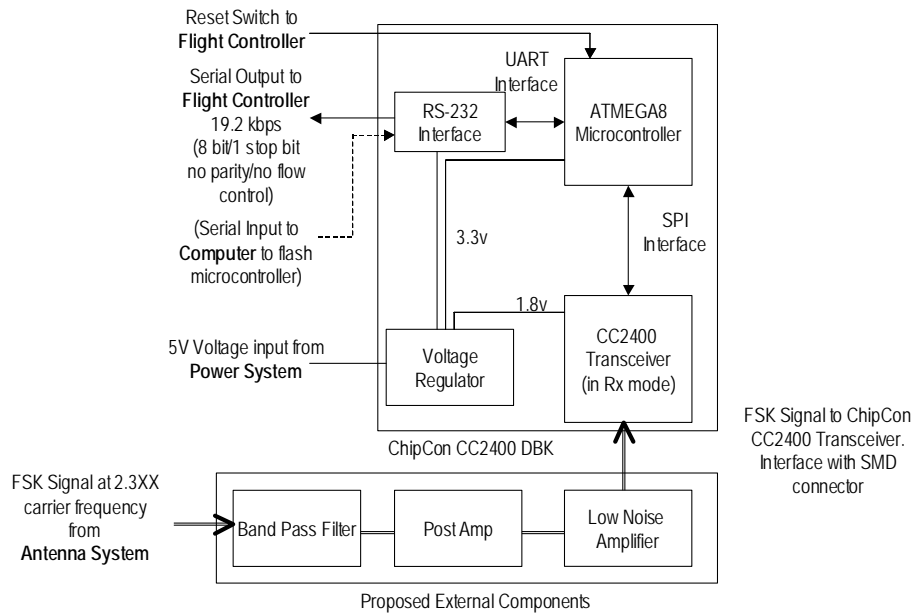 Reset Switch to
Flight Controller
Serial Output to
Flight Controller
19.2 kbps
(8 bit/1 stop bit
no parity/no flow
control)
(Serial Input to
Computer to flash
microcontroller)
5V Voltage input from
Power System
UART
Interface
RS-232
Interface
ATMEGA8
Microcontroller
SPI
Interface
3.3v
1.8v
Voltage
Regulator
CC2400
Transceiver
(in Rx mode)
ChipCon CC2400 DBK
FSK Signal to ChipCon
CC2400 Transceiver.
Interface with SMD
connector
FSK Signal at 2.3XX
carrier frequency
from
Antenna System
Band Pass Filter
Post Amp
Low Noise
Amplifier
Proposed External Components